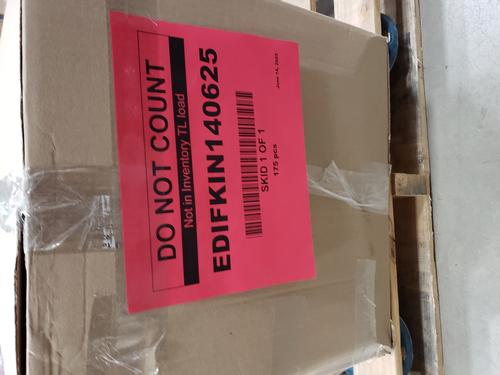 DO NOT COUNT
Not in Inventory TL load
EDIFKIN140625
SKID 1 OF 1
175 pcs